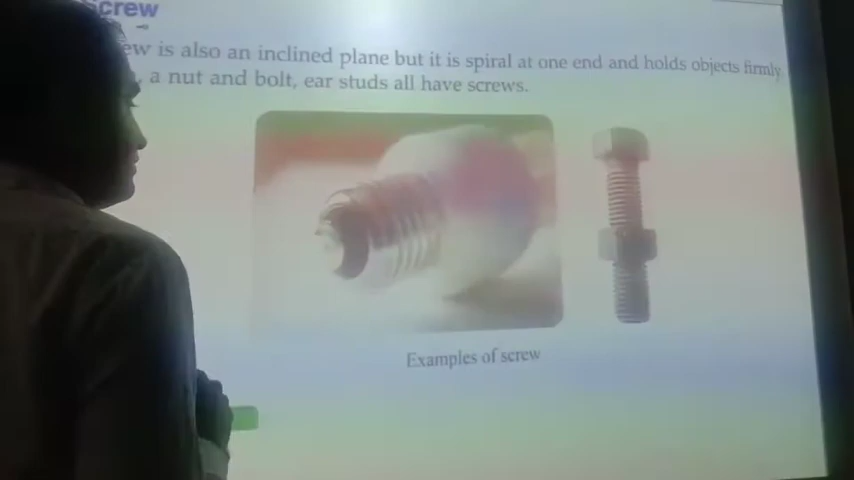 Screw
ew is also an inclined plane but it is spiral at one end and holds objects firmly
, a nut and bolt, ear studs all have screws.
Examples of screw